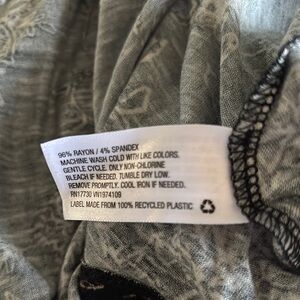 96% RAYON / 4% SPANDEX
MACHINE WASH COLD WITH LIKE COLORS.
GENTLE CYCLE. ONLY NON-CHLORINE
BLEACH IF NEEDED. TUMBLE DRY LOW.
REMOVE PROMPTLY. COOL IRON IF NEEDED.
RN17730 VN1974109
LABEL MADE FROM 100% RECYCLED PLASTIC